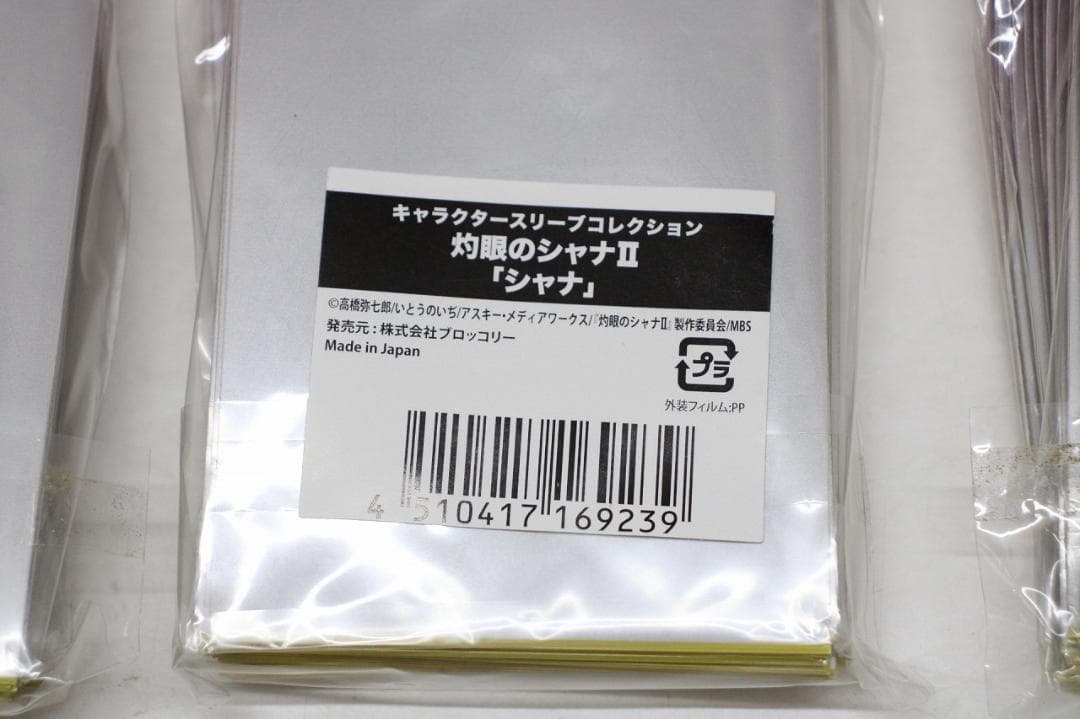 キャラクタースリーブコレクション
灼眼のシャナⅡ
「シャナ」
©高橋弥七郎/いとうのいぢ/アスキー・メディアワークス/『灼眼のシャナⅡ』製作委員会/MBS
発売元：株式会社ブロッコリー
Made in Japan
プラ
外装フィルム:PP
4 510417 169239